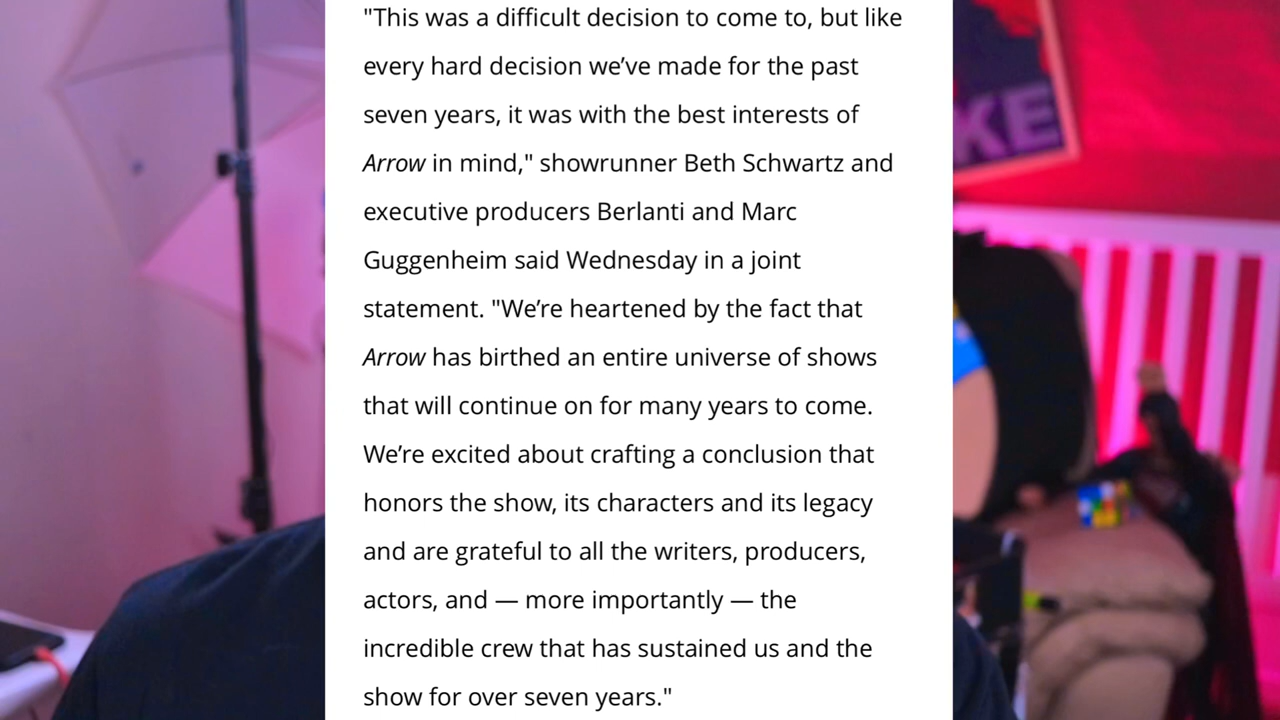 "This was a difficult decision to come to, but like
every hard decision we’ve made for the past
seven years, it was with the best interests of
Arrow in mind," showrunner Beth Schwartz and
executive producers Berlanti and Marc
Guggenheim said Wednesday in a joint
statement. "We’re heartened by the fact that
Arrow has birthed an entire universe of shows
that will continue on for many years to come.
We’re excited about crafting a conclusion that
honors the show, its characters and its legacy
and are grateful to all the writers, producers,
actors, and — more importantly — the
incredible crew that has sustained us and the
show for over seven years."
KE